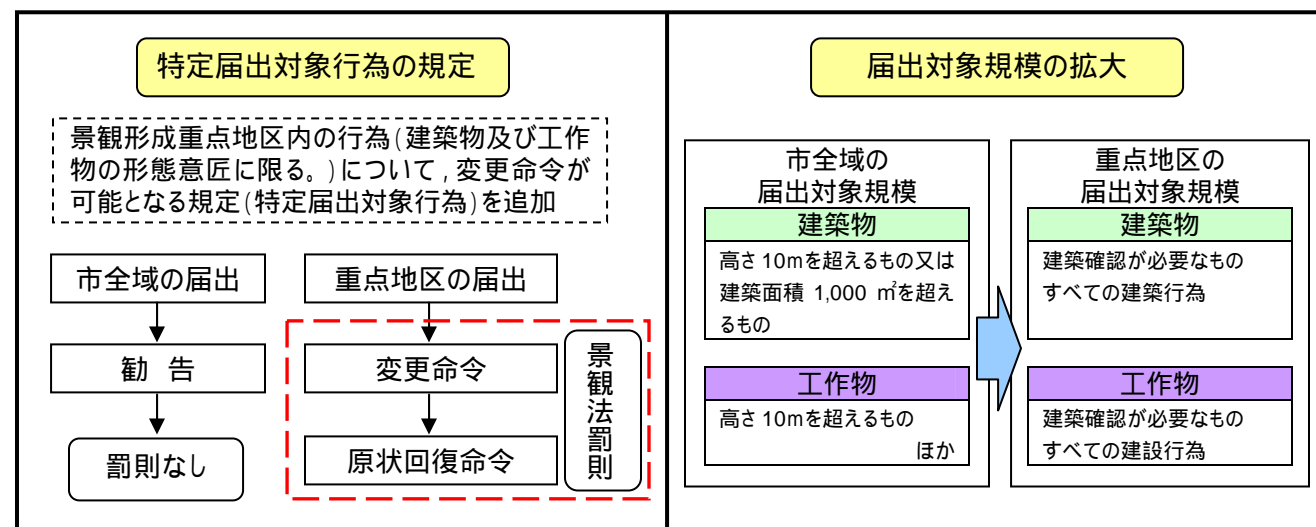 特定届出対象行為の規定
景観形成重点地区内の行為(建築物及び工作
物の形態意匠に限る。)について,変更命令が
可能となる規定(特定届出対象行為)を追加
市全域の届出
勧 告
罰則なし
重点地区の届出
変更命令
原状回復命令
景観法罰則
届出対象規模の拡大
市全域の
届出対象規模
建築物
高さ10mを超えるもの又は
建築面積 1,000 ㎡を超え
るもの
工作物
高さ10mを超えるもの
ほか
重点地区の
届出対象規模
建築物
建築確認が必要なもの
すべての建築行為
工作物
建築確認が必要なもの
すべての建設行為